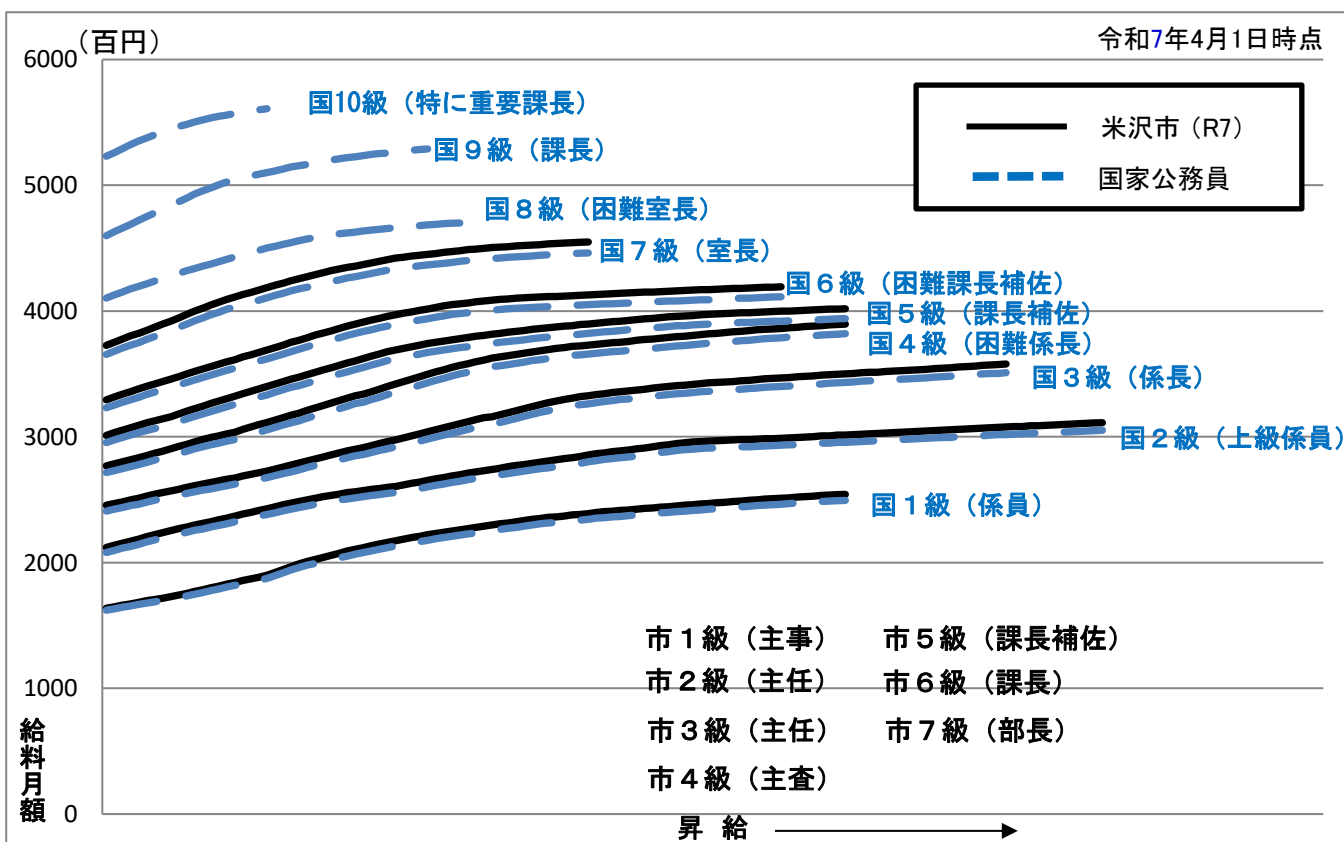 （百円）
令和7年4月1日時点
6000
5000
4000
3000
2000
1000
0
給料月額
国10級（特に重要課長）
国９級（課長）
国８級（困難室長）
国７級（室長）
国６級（困難課長補佐）
国５級（課長補佐）
国４級（困難係長）
国３級（係長）
国２級（上級係員）
国１級（係員）
米沢市（R7）
国家公務員
市１級（主事）　市５級（課長補佐）
市２級（主任）　市６級（課長）
市３級（主任）　市７級（部長）
市４級（主査）
昇 給